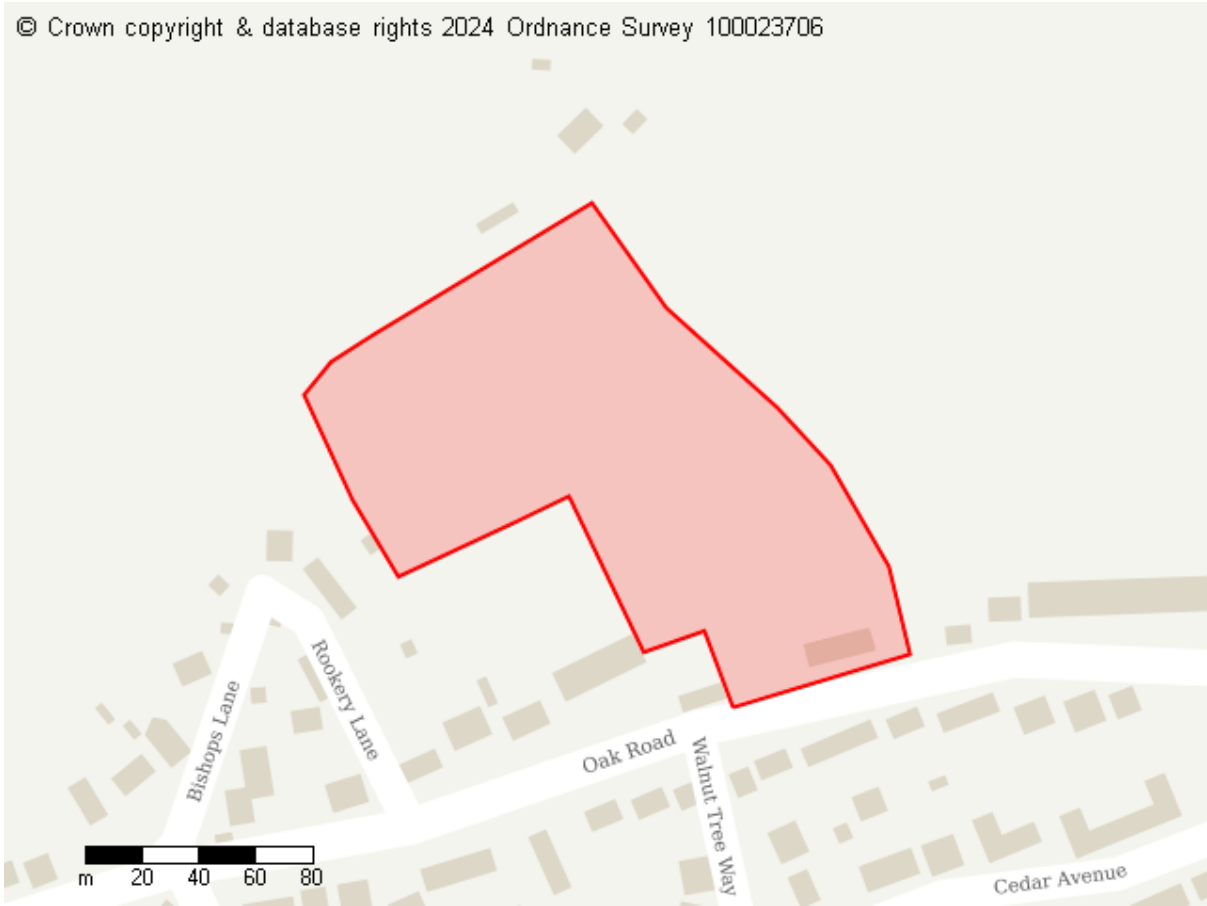 © Crown copyright & database rights 2024 Ordnance Survey 100023706
Rookery Lane
Bishops Lane
Oak Road
Walnut Tree Way
Cedar Avenue
m 20 40 60 80